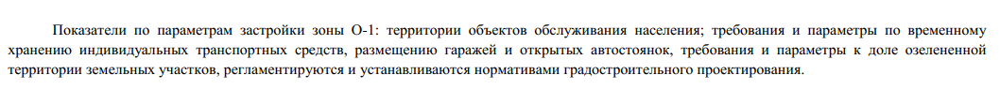 Показатели по параметрам застройки зоны О-1: территории объектов обслуживания населения; требования и параметры по временному
хранению индивидуальных транспортных средств, размещению гаражей и открытых автостоянок, требования и параметры к доле озелененной
территории земельных участков, регламентируются и устанавливаются нормативами градостроительного проектирования.